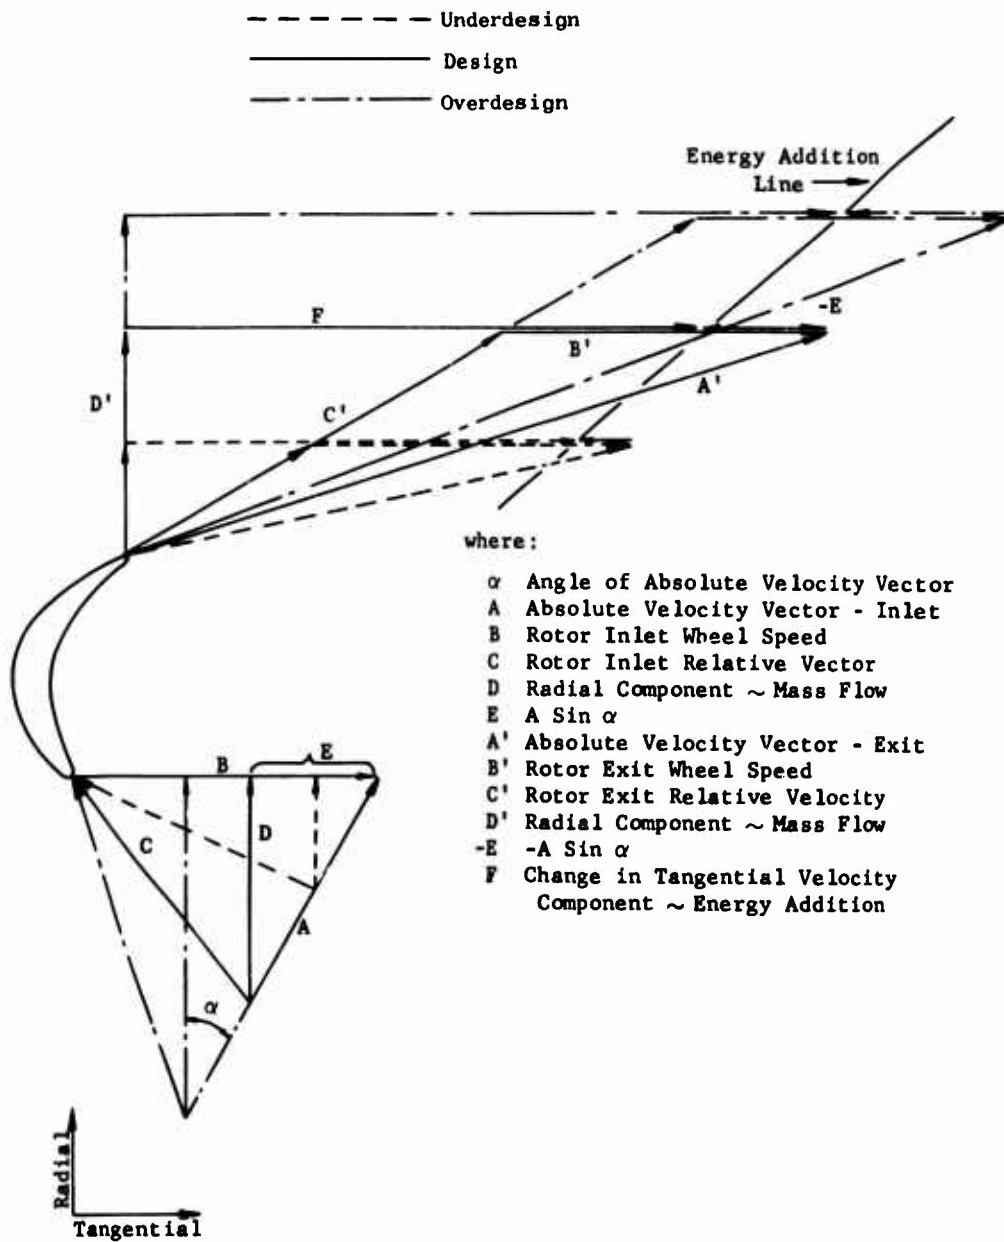 Underdesign
Design
Overdesign
Energy Addition
Line
F
-E
B'
A'
D'
C'
where:
α Angle of Absolute Velocity Vector
A Absolute Velocity Vector - Inlet
B Rotor Inlet Wheel Speed
C Rotor Inlet Relative Vector
D Radial Component ~ Mass Flow
E A Sin α
A' Absolute Velocity Vector - Exit
B' Rotor Exit Wheel Speed
C' Rotor Exit Relative Velocity
D' Radial Component ~ Mass Flow
-E -A Sin α
F Change in Tangential Velocity
Component ~ Energy Addition
B
E
D
C
A
α
Radial
Tangential